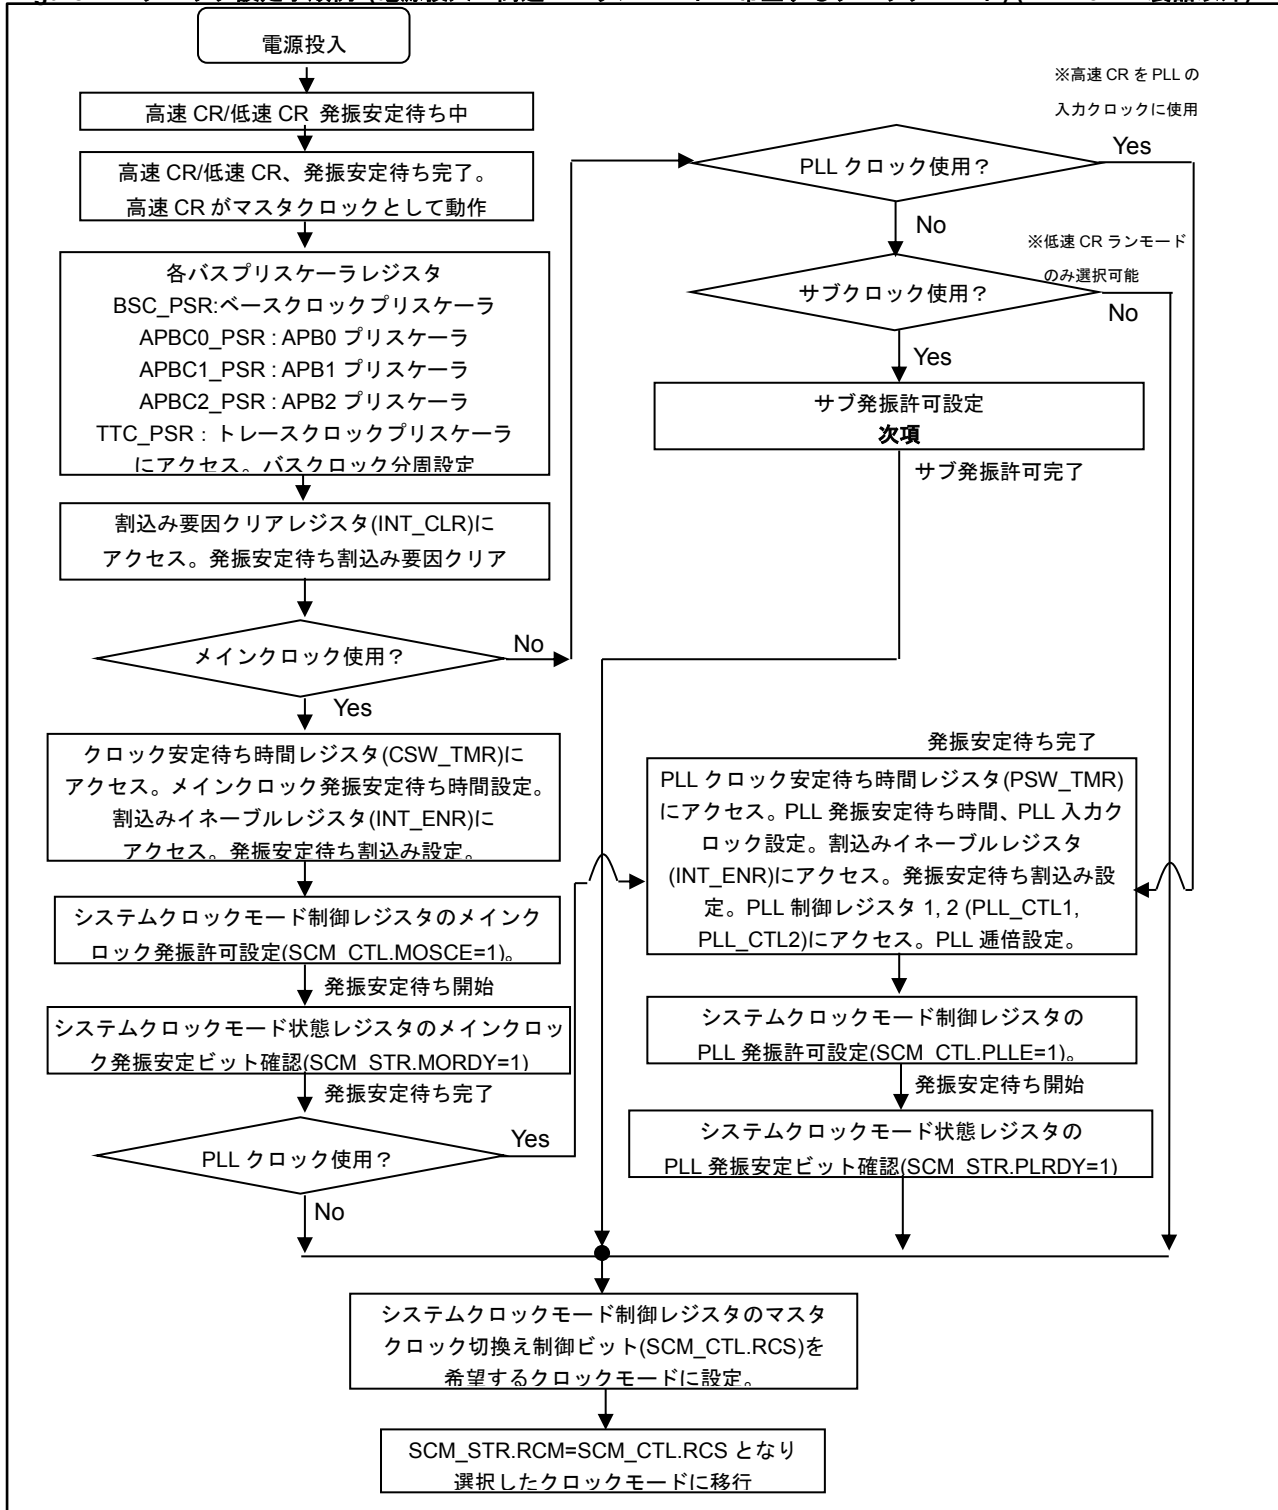 電源投入
高速 CR/低速 CR 発振安定待ち中
高速 CR/低速 CR、発振安定待ち完了。
高速 CR がマスタクロックとして動作
各バスプリスケーラレジスタ
BSC_PSR:ベースクロックプリスケーラ
APBC0_PSR : APB0 プリスケーラ
APBC1_PSR : APB1 プリスケーラ
APBC2_PSR : APB2 プリスケーラ
TTC_PSR : トレースクロックプリスケーラ
にアクセス。バスクロック分周設定
割込み要因クリアレジスタ(INT_CLR)に
アクセス。発振安定待ち割込み要因クリア
メインクロック使用?
No
Yes
クロック安定待ち時間レジスタ(CSW_TMR)に
アクセス。メインクロック発振安定待ち時間設定。
割込みイネーブルレジスタ(INT_ENR)に
アクセス。発振安定待ち割込み設定。
システムクロックモード制御レジスタのメインク
ロック発振許可設定(SCM_CTL.MOSCE=1)。
発振安定待ち開始
システムクロックモード状態レジスタのメインクロッ
ク発振安定ビット確認(SCM_STR.MORDY=1)
発振安定待ち完了
PLL クロック使用?
Yes
No
※高速 CR を PLL の
入力クロックに使用
PLL クロック使用?
Yes
No
※低速 CR ランモード
のみ選択可能
サブクロック使用?
No
Yes
サブ発振許可設定
次項
サブ発振許可完了
発振安定待ち完了
PLL クロック安定待ち時間レジスタ(PSW_TMR)
にアクセス。PLL 発振安定待ち時間、PLL 入力ク
ロック設定。割込みイネーブルレジスタ
(INT_ENR)にアクセス。発振安定待ち割込み設
定。PLL 制御レジスタ 1, 2 (PLL_CTL1,
PLL_CTL2)にアクセス。PLL 逓倍設定。
システムクロックモード制御レジスタの
PLL 発振許可設定(SCM_CTL.PLLE=1)。
発振安定待ち開始
システムクロックモード状態レジスタの
PLL 発振安定ビット確認(SCM_STR.PLRDY=1)
システムクロックモード制御レジスタのマスタ
クロック切換え制御ビット(SCM_CTL.RCS)を
希望するクロックモードに設定。
SCM_STR.RCM=SCM_CTL.RCS となり
選択したクロックモードに移行